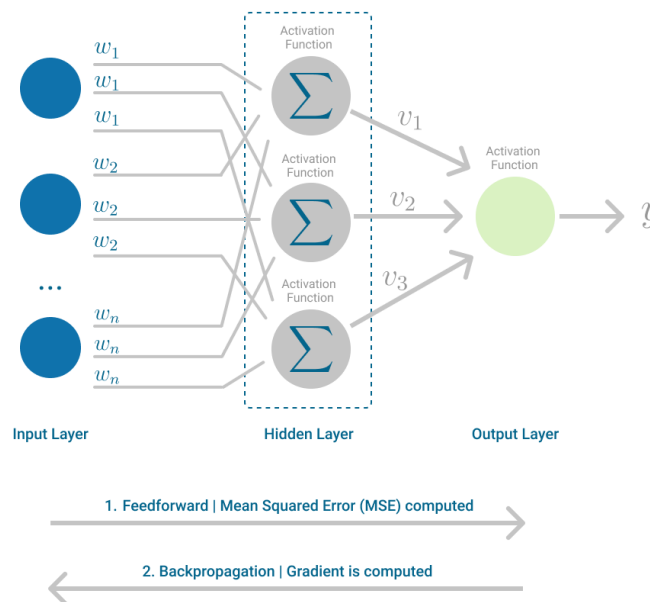 Activation
Function
w₁
w₁
w₁
Σ
v₁
Activation
Function
w₂
w₂
w₂
Activation
Function
Σ
v₂
y
...
Activation
Function
wₙ
wₙ
wₙ
Σ
v₃
Input Layer
Hidden Layer
Output Layer
1. Feedforward | Mean Squared Error (MSE) computed
2. Backpropagation | Gradient is computed